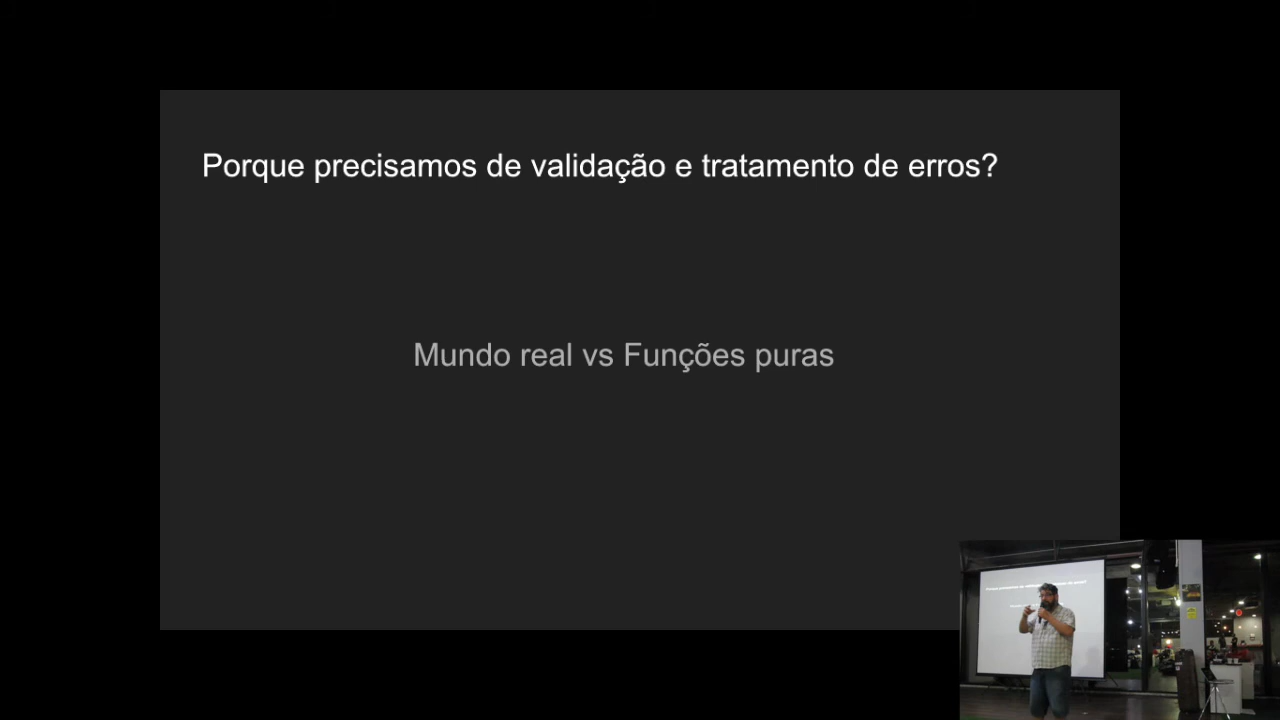 Porque precisamos de validação e tratamento de erros?
Mundo real vs Funções puras